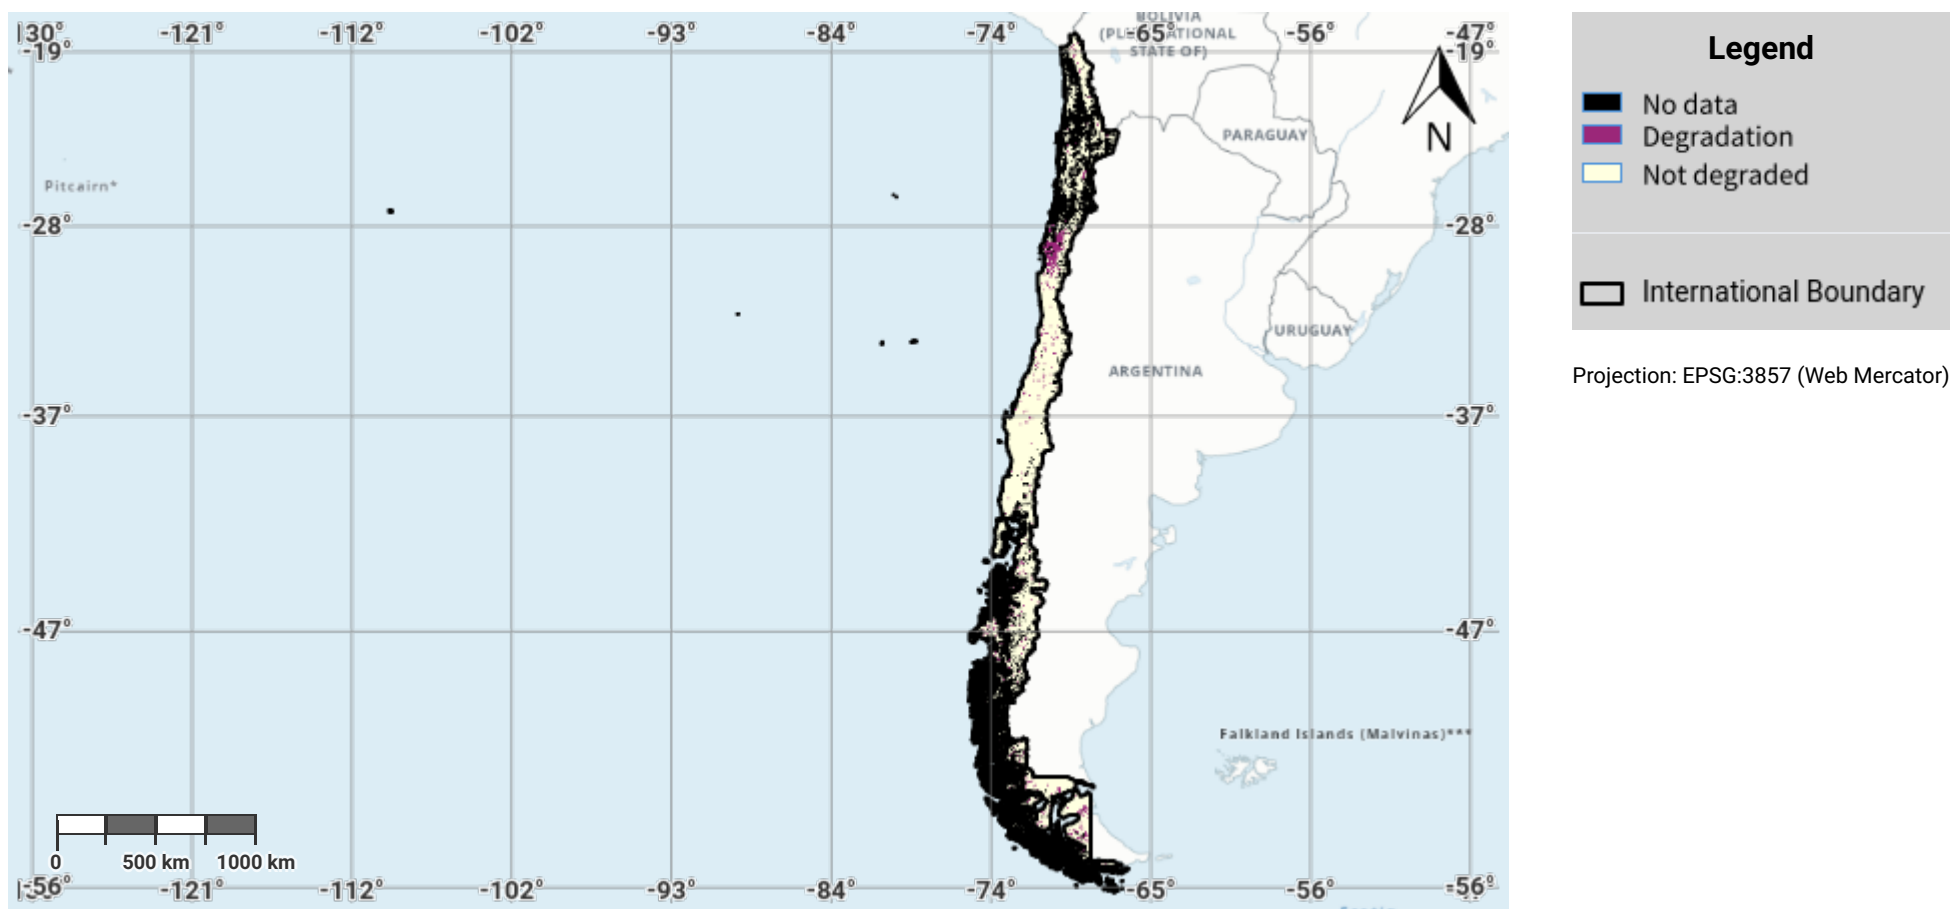 -130° -121° -112° -102° -93° -84° -74° -65° -56° -47°
BOLIVIA
(PLURINATIONAL
STATE OF)
-19° -19°
N
PARAGUAY
Pitcairn*
-28° -28°
URUGUAY
ARGENTINA
-37° -37°
-47° -47°
Falkland Islands (Malvinas)***
0 500 km 1000 km
-56° -121° -112° -102° -93° -84° -74° -65° -56° -56°
Legend
No data
Degradation
Not degraded
International Boundary
Projection: EPSG:3857 (Web Mercator)